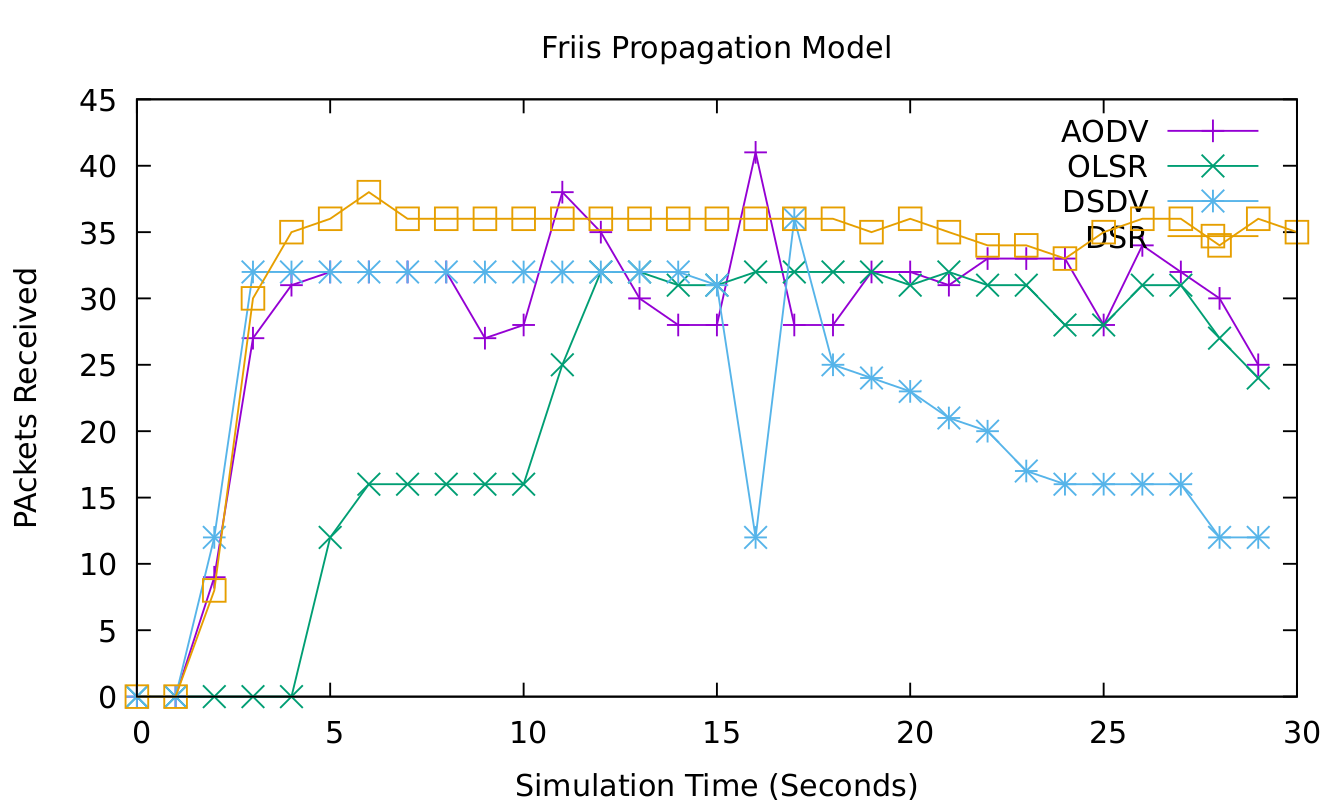 Friis Propagation Model
45
40
35
30
25
20
15
10
5
0
PAckets Received
AODV
OLSR
DSDV
DSR
0 5 10 15 20 25 30
Simulation Time (Seconds)